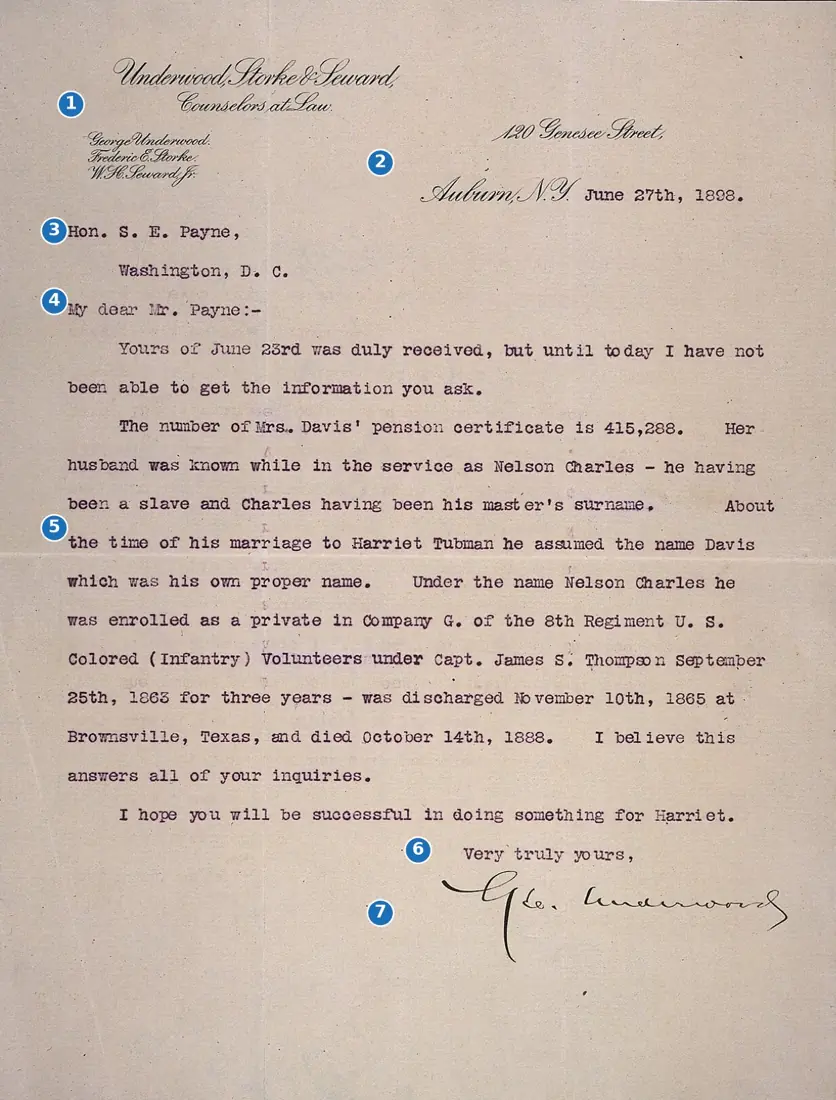 Underwood, Storke & Seward,
Counselors, at Law.
1
George Underwood.
Frederic E. Storke.
W. H. Seward, Jr.
120 Genesee Street,
2
Auburn, N.Y. June 27th, 1898.
3
Hon. S. E. Payne,
Washington, D. C.
4
My dear Mr. Payne:-
Yours of June 23rd was duly received, but until today I have not
been able to get the information you ask.
The number of Mrs. Davis' pension certificate is 415,288. Her
husband was known while in the service as Nelson Charles - he having
been a slave and Charles having been his master's surname. About
5
the time of his marriage to Harriet Tubman he assumed the name Davis
which was his own proper name. Under the name Nelson Charles he
was enrolled as a private in Company G. of the 8th Regiment U. S.
Colored (Infantry) Volunteers under Capt. James S. Thompson September
25th, 1863 for three years - was discharged November 10th, 1865 at
Brownsville, Texas, and died October 14th, 1888. I believe this
answers all of your inquiries.
I hope you will be successful in doing something for Harriet.
6
Very truly yours,
7
Geo. Underwood